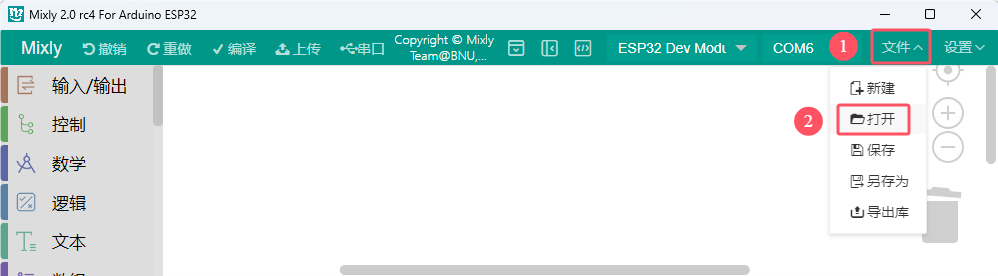 Mixly 2.0 rc4 For Arduino ESP32
Mixly 撤销 重做 编译 上传 串口 Copyright © Mixly Team@BNU,... ESP32 Dev Modu COM6 1 文件 设置
输入/输出
控制
数学
逻辑
文本
新建
2 打开
保存
另存为
导出库